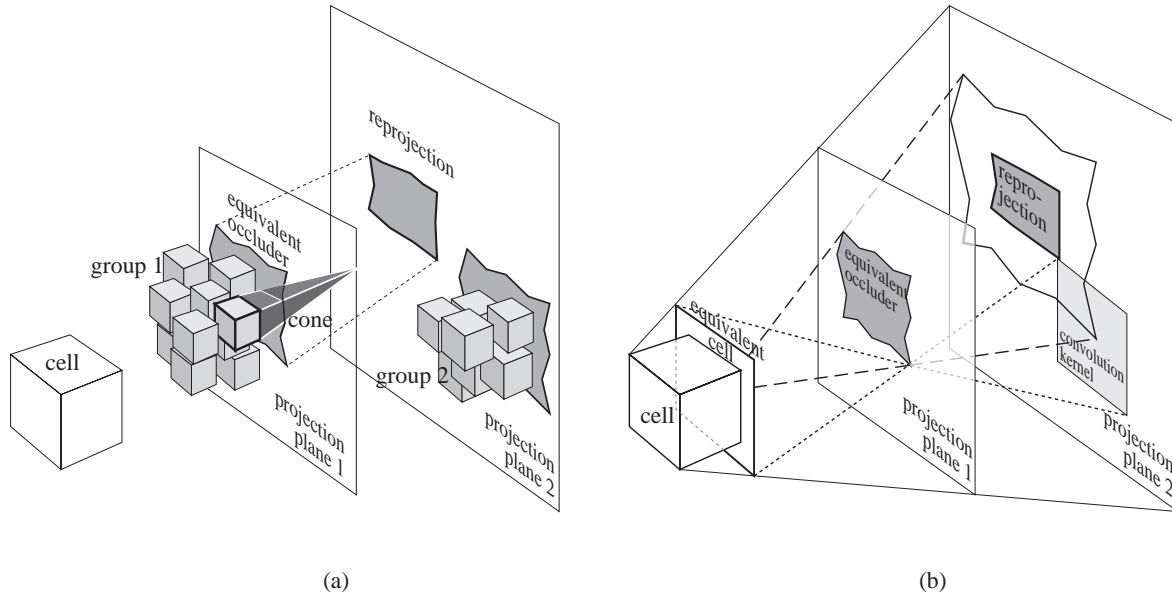 reprojection
equivalent
occluder
group 1
cone
cell
group 2
projection
plane 1
projection
plane 2
(a)
repro-
jection
equivalent
occluder
equivalent
cell
convolution
kernel
cell
projection
plane 1
projection
plane 2
(b)